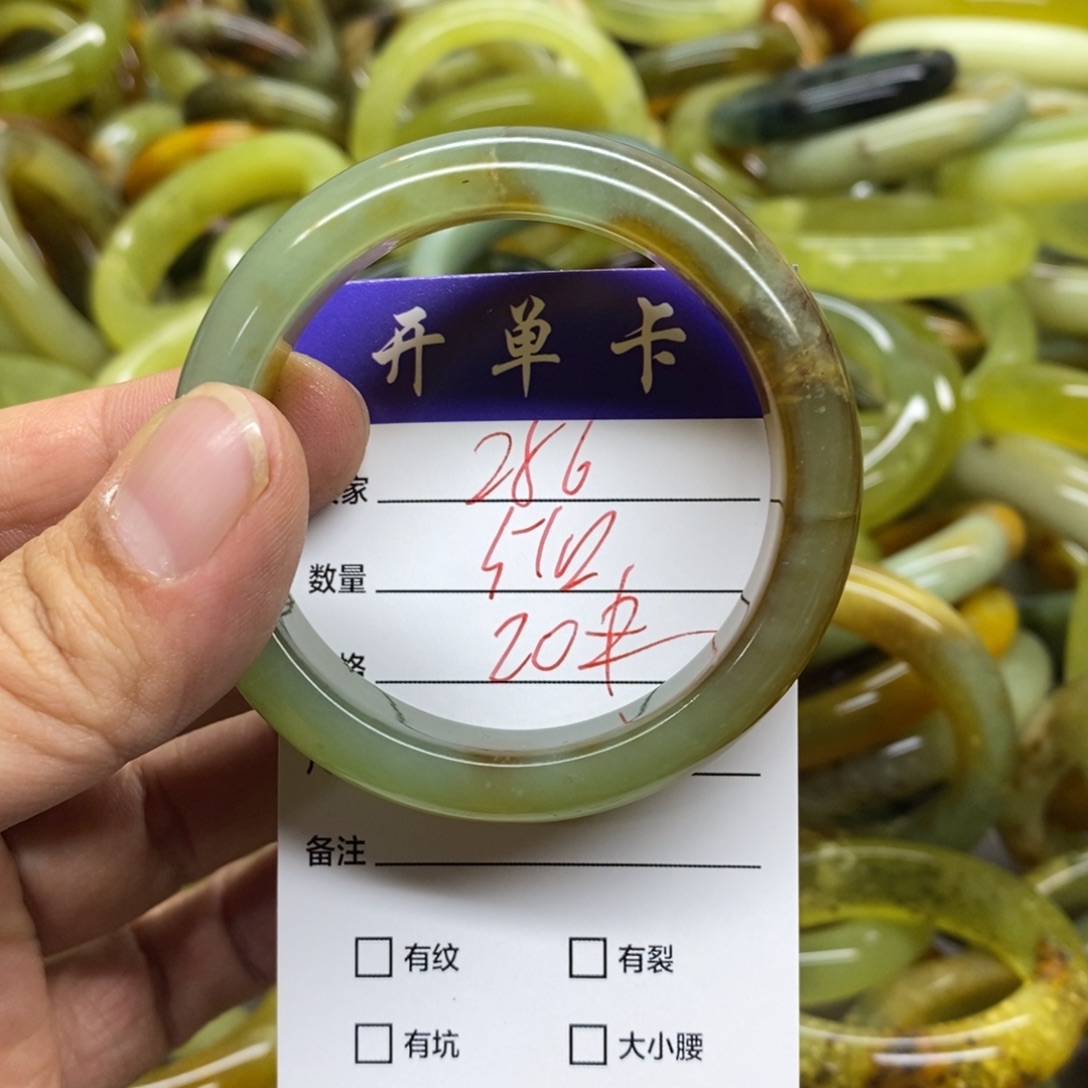 开单卡
家 286
数量
格 20
备注
有纹 有裂
有坑 大小腰